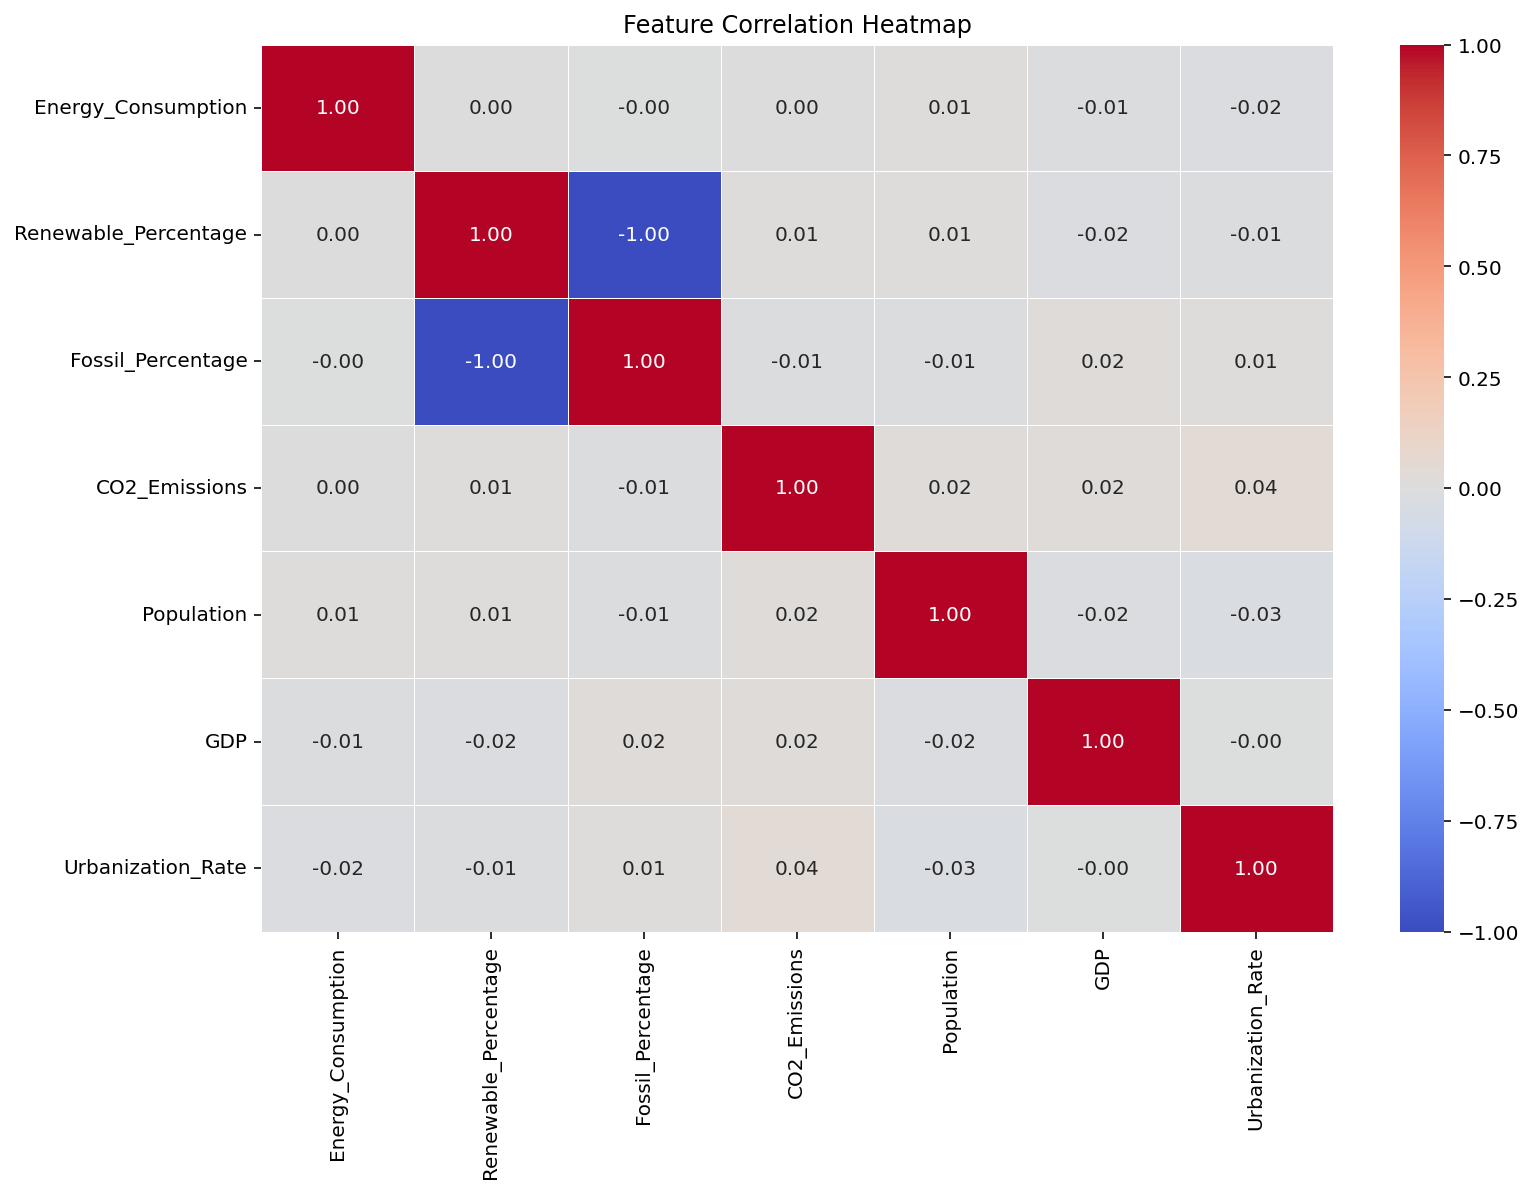 Feature Correlation Heatmap
Energy_Consumption 1.00 0.00 -0.00 0.00 0.01 -0.01 -0.02
Renewable_Percentage 0.00 1.00 -1.00 0.01 0.01 -0.02 -0.01
Fossil_Percentage -0.00 -1.00 1.00 -0.01 -0.01 0.02 0.01
CO2_Emissions 0.00 0.01 -0.01 1.00 0.02 0.02 0.04
Population 0.01 0.01 -0.01 0.02 1.00 -0.02 -0.03
GDP -0.01 -0.02 0.02 0.02 -0.02 1.00 -0.00
Urbanization_Rate -0.02 -0.01 0.01 0.04 -0.03 -0.00 1.00
Energy_Consumption
Renewable_Percentage
Fossil_Percentage
CO2_Emissions
Population
GDP
Urbanization_Rate
1.00
0.75
0.50
0.25
0.00
−0.25
−0.50
−0.75
−1.00